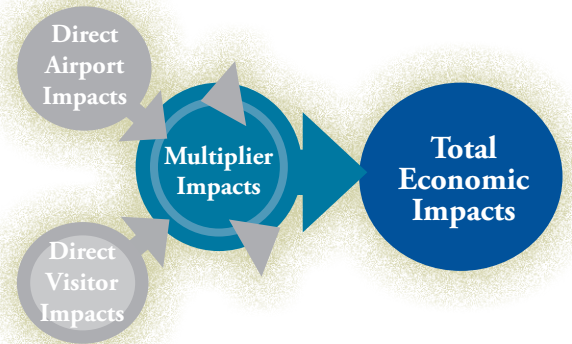 Direct
Airport
Impacts
Multiplier
Impacts
Total
Economic
Impacts
Direct
Visitor
Impacts